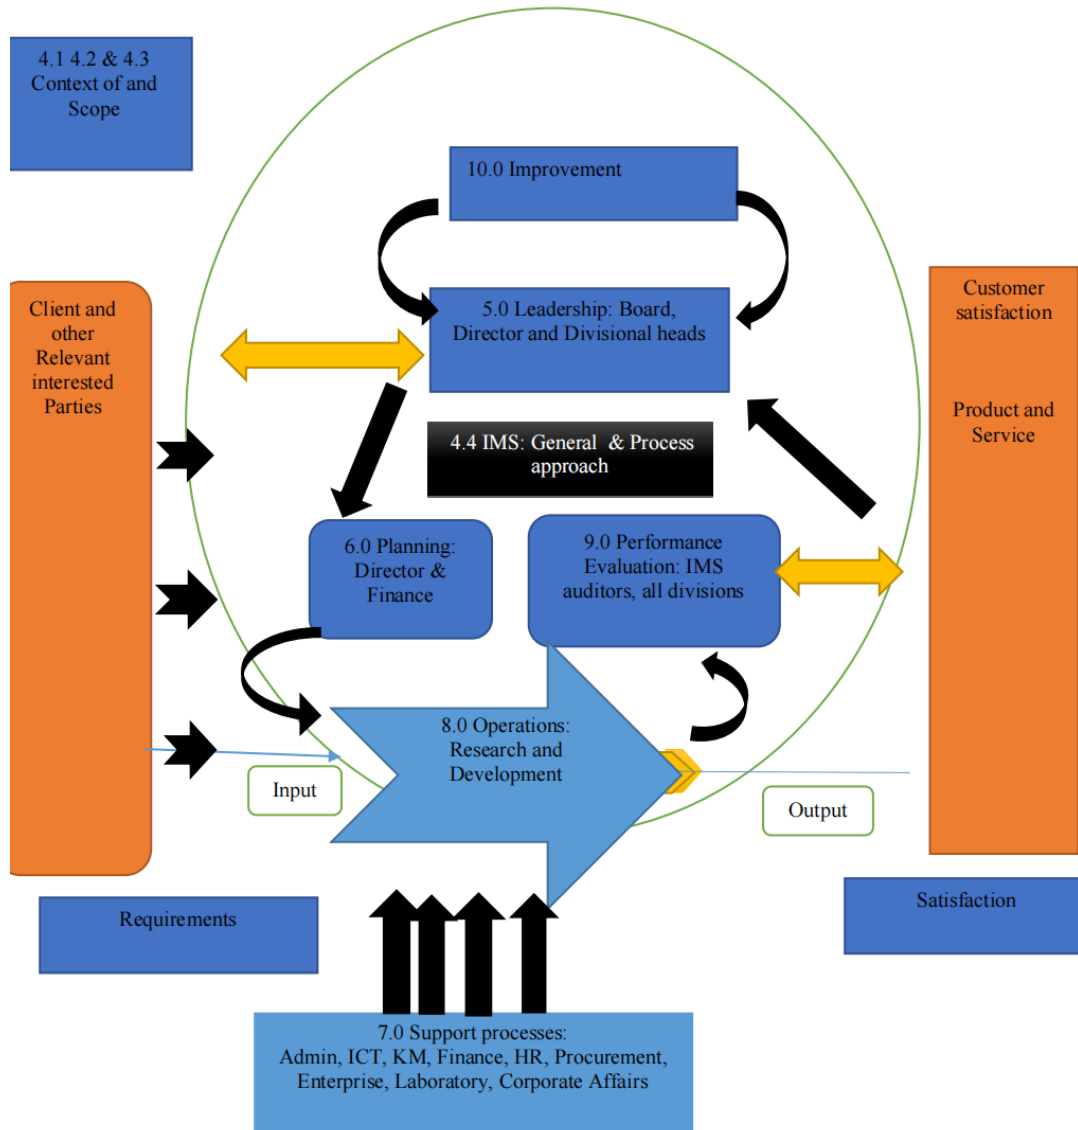 4.1 4.2 & 4.3
Context of and
Scope
10.0 Improvement
Client and
other
Relevant
interested
Parties
5.0 Leadership: Board,
Director and Divisional heads
Customer
satisfaction
Product and
Service
4.4 IMS: General & Process
approach
6.0 Planning:
Director &
Finance
9.0 Performance
Evaluation: IMS
auditors, all divisions
8.0 Operations:
Research and
Development
Input
Output
Requirements
Satisfaction
7.0 Support processes:
Admin, ICT, KM, Finance, HR, Procurement,
Enterprise, Laboratory, Corporate Affairs